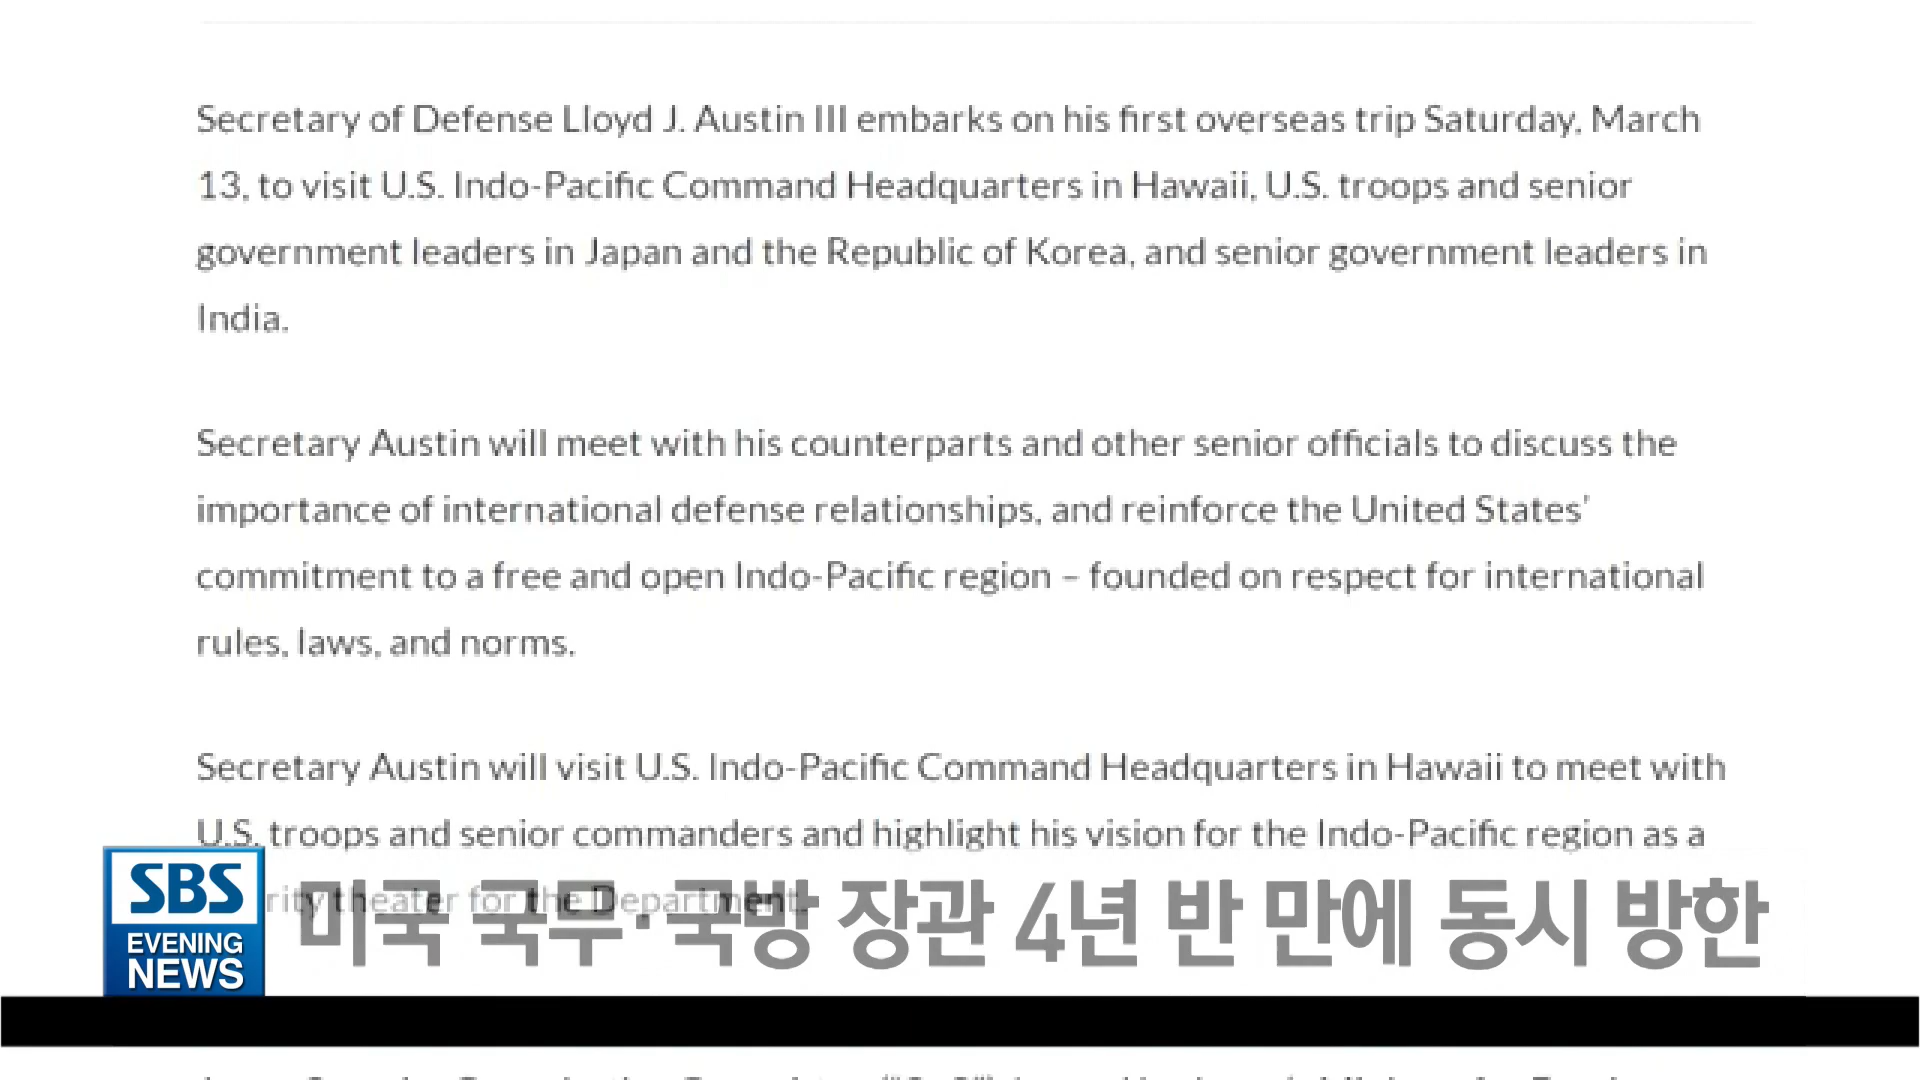 Secretary of Defense Lloyd J. Austin III embarks on his first overseas trip Saturday, March
13, to visit U.S. Indo-Pacific Command Headquarters in Hawaii, U.S. troops and senior
government leaders in Japan and the Republic of Korea, and senior government leaders in
India.
Secretary Austin will meet with his counterparts and other senior officials to discuss the
importance of international defense relationships, and reinforce the United States'
commitment to a free and open Indo-Pacific region – founded on respect for international
rules, laws, and norms.
Secretary Austin will visit U.S. Indo-Pacific Command Headquarters in Hawaii to meet with
U.S. troops and senior commanders and highlight his vision for the Indo-Pacific region as a
theater for the Department.
SBS
EVENING
NEWS
미국 국무·국방 장관 4년 반 만에 동시 방한